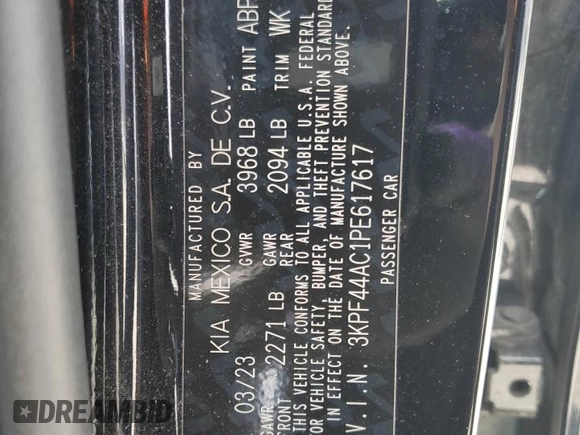 MANUFACTURED BY
KIA MEXICO S.A. DE C.V.
03/23 GVWR 3968 LB PAINT ABP
GAWR FRONT 2271 LB GAWR REAR 2094 LB TRIM WK
THIS VEHICLE CONFORMS TO ALL APPLICABLE U.S.A. FEDERAL
MOTOR VEHICLE SAFETY, BUMPER, AND THEFT PREVENTION STANDARDS
IN EFFECT ON THE DATE OF MANUFACTURE SHOWN ABOVE.
V.I.N. 3KPF44AC1PE617617
PASSENGER CAR
DREAMBID